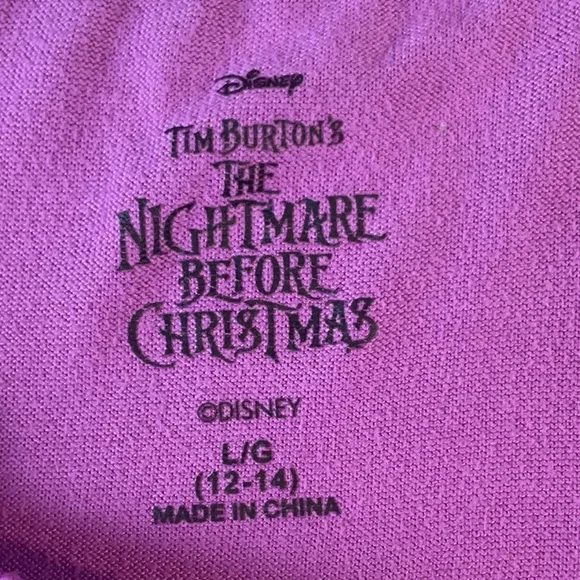 Disney
TIM BURTON'S
THE
NIGHTMARE
BEFORE
CHRISTMAS
©DISNEY
L/G
(12-14)
MADE IN CHINA